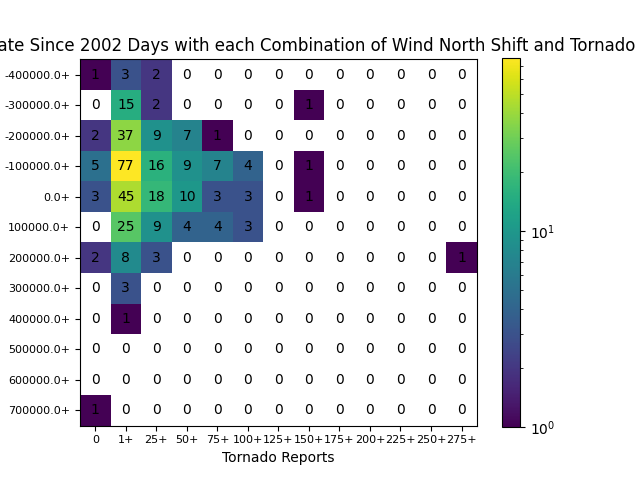 ate Since 2002 Days with each Combination of Wind North Shift and Tornado
-400000.0+ 1 3 2 0 0 0 0 0 0 0 0 0 0
-300000.0+ 0 15 2 0 0 0 0 1 0 0 0 0 0
-200000.0+ 2 37 9 7 1 0 0 0 0 0 0 0 0
-100000.0+ 5 77 16 9 7 4 0 1 0 0 0 0 0
0.0+ 3 45 18 10 3 3 0 1 0 0 0 0 0
100000.0+ 0 25 9 4 4 3 0 0 0 0 0 0 0
200000.0+ 2 8 3 0 0 0 0 0 0 0 0 0 1
300000.0+ 0 3 0 0 0 0 0 0 0 0 0 0 0
400000.0+ 0 1 0 0 0 0 0 0 0 0 0 0 0
500000.0+ 0 0 0 0 0 0 0 0 0 0 0 0 0
600000.0+ 0 0 0 0 0 0 0 0 0 0 0 0 0
700000.0+ 1 0 0 0 0 0 0 0 0 0 0 0 0
0 1+ 25+ 50+ 75+ 100+ 125+ 150+ 175+ 200+ 225+ 250+ 275+
Tornado Reports
10¹
10⁰